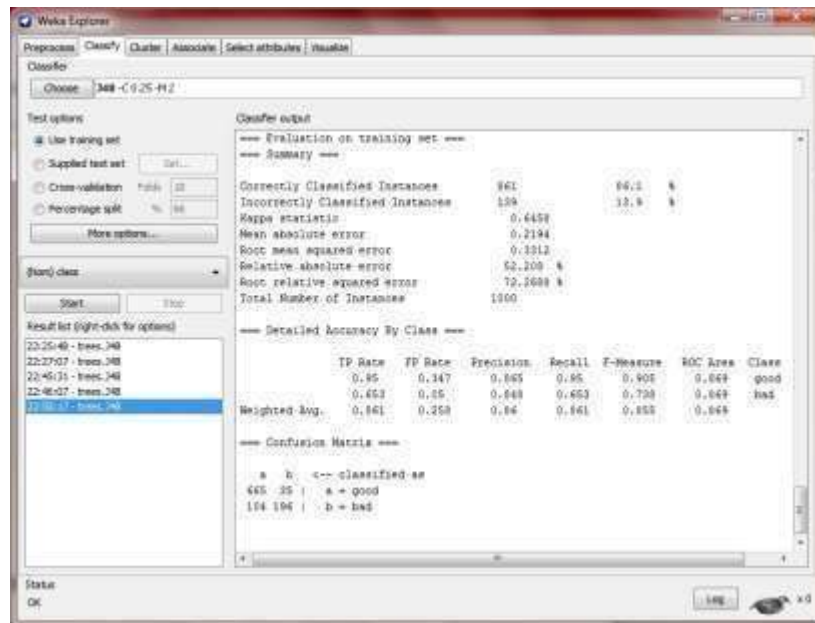 Weka Explorer
Preprocess Classify Cluster Associate Select attributes Visualize
Classifier
Choose J48 -C 0.25 -M 2
Test options
Use training set
Supplied test set Set...
Cross-validation Folds 10
Percentage split % 66
More options...
(Nom) class
Start Stop
Result list (right-click for options)
22:25:48 - trees.J48
22:27:07 - trees.J48
22:45:31 - trees.J48
22:46:07 - trees.J48
trees.J48
Classifier output
=== Evaluation on training set ===
=== Summary ===
Correctly Classified Instances 861 86.1 %
Incorrectly Classified Instances 139 13.9 %
Kappa statistic 0.6458
Mean absolute error 0.2194
Root mean squared error 0.3312
Relative absolute error 52.208 %
Root relative squared error 72.2688 %
Total Number of Instances 1000
=== Detailed Accuracy By Class ===
TP Rate FP Rate Precision Recall F-Measure ROC Area Class
0.95 0.347 0.865 0.95 0.905 0.869 good
0.653 0.05 0.848 0.653 0.738 0.869 bad
Weighted Avg. 0.861 0.258 0.86 0.861 0.855 0.869
=== Confusion Matrix ===
a b <-- classified as
665 35 | a = good
104 196 | b = bad
Status
OK
Log
x 0